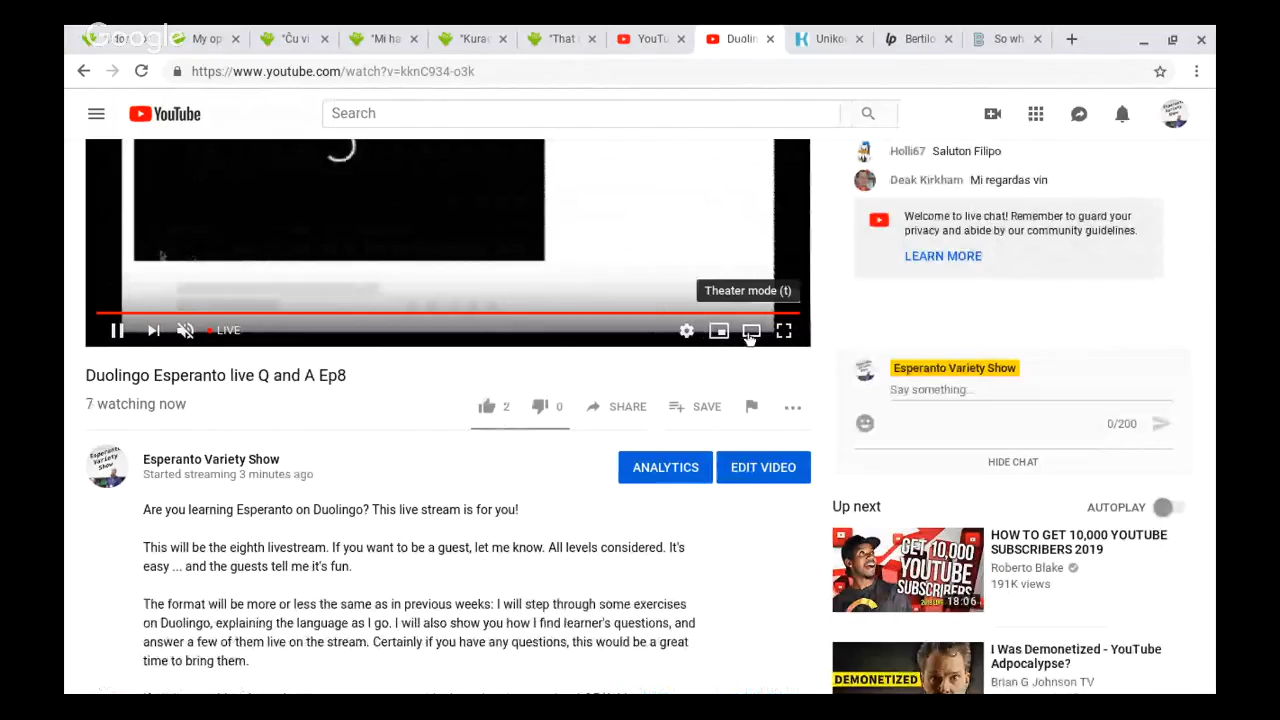 Google
My op
"Ĉu vi
"Mi ha
"Kura
"That
YouTu
Duolin
Uniko
Bertilo
So wh
https://www.youtube.com/watch?v=kknC934-o3k
YouTube
Search
Holli67 Saluton Filipo
Deak Kirkham Mi regardas vin
Welcome to live chat! Remember to guard your
privacy and abide by our community guidelines.
LEARN MORE
Theater mode (t)
LIVE
Duolingo Esperanto live Q and A Ep8
7 watching now
2
0
SHARE
SAVE
Esperanto Variety Show
Say something...
0/200
HIDE CHAT
Esperanto Variety Show
Started streaming 3 minutes ago
ANALYTICS
EDIT VIDEO
Are you learning Esperanto on Duolingo? This live stream is for you!
This will be the eighth livestream. If you want to be a guest, let me know. All levels considered. It's
easy ... and the guests tell me it's fun.
The format will be more or less the same as in previous weeks: I will step through some exercises
on Duolingo, explaining the language as I go. I will also show you how I find learner's questions, and
answer a few of them live on the stream. Certainly if you have any questions, this would be a great
time to bring them.
Up next
AUTOPLAY
GET 10,000
YOUTUBE
SUBSCRIBERS
18:06
HOW TO GET 10,000 YOUTUBE
SUBSCRIBERS 2019
Roberto Blake
191K views
DEMONETIZED
I Was Demonetized - YouTube
Adpocalypse?
Brian G Johnson TV